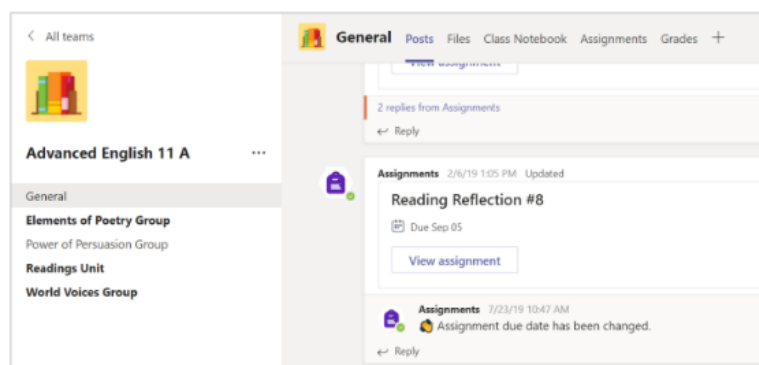 All teams
Advanced English 11 A
General
Elements of Poetry Group
Power of Persuasion Group
Readings Unit
World Voices Group
General Posts Files Class Notebook Assignments Grades
View assignment
2 replies from Assignments
Reply
Assignments 2/6/19 1:05 PM Updated
Reading Reflection #8
Due Sep 05
View assignment
Assignments 7/23/19 10:47 AM
Assignment due date has been changed.
Reply